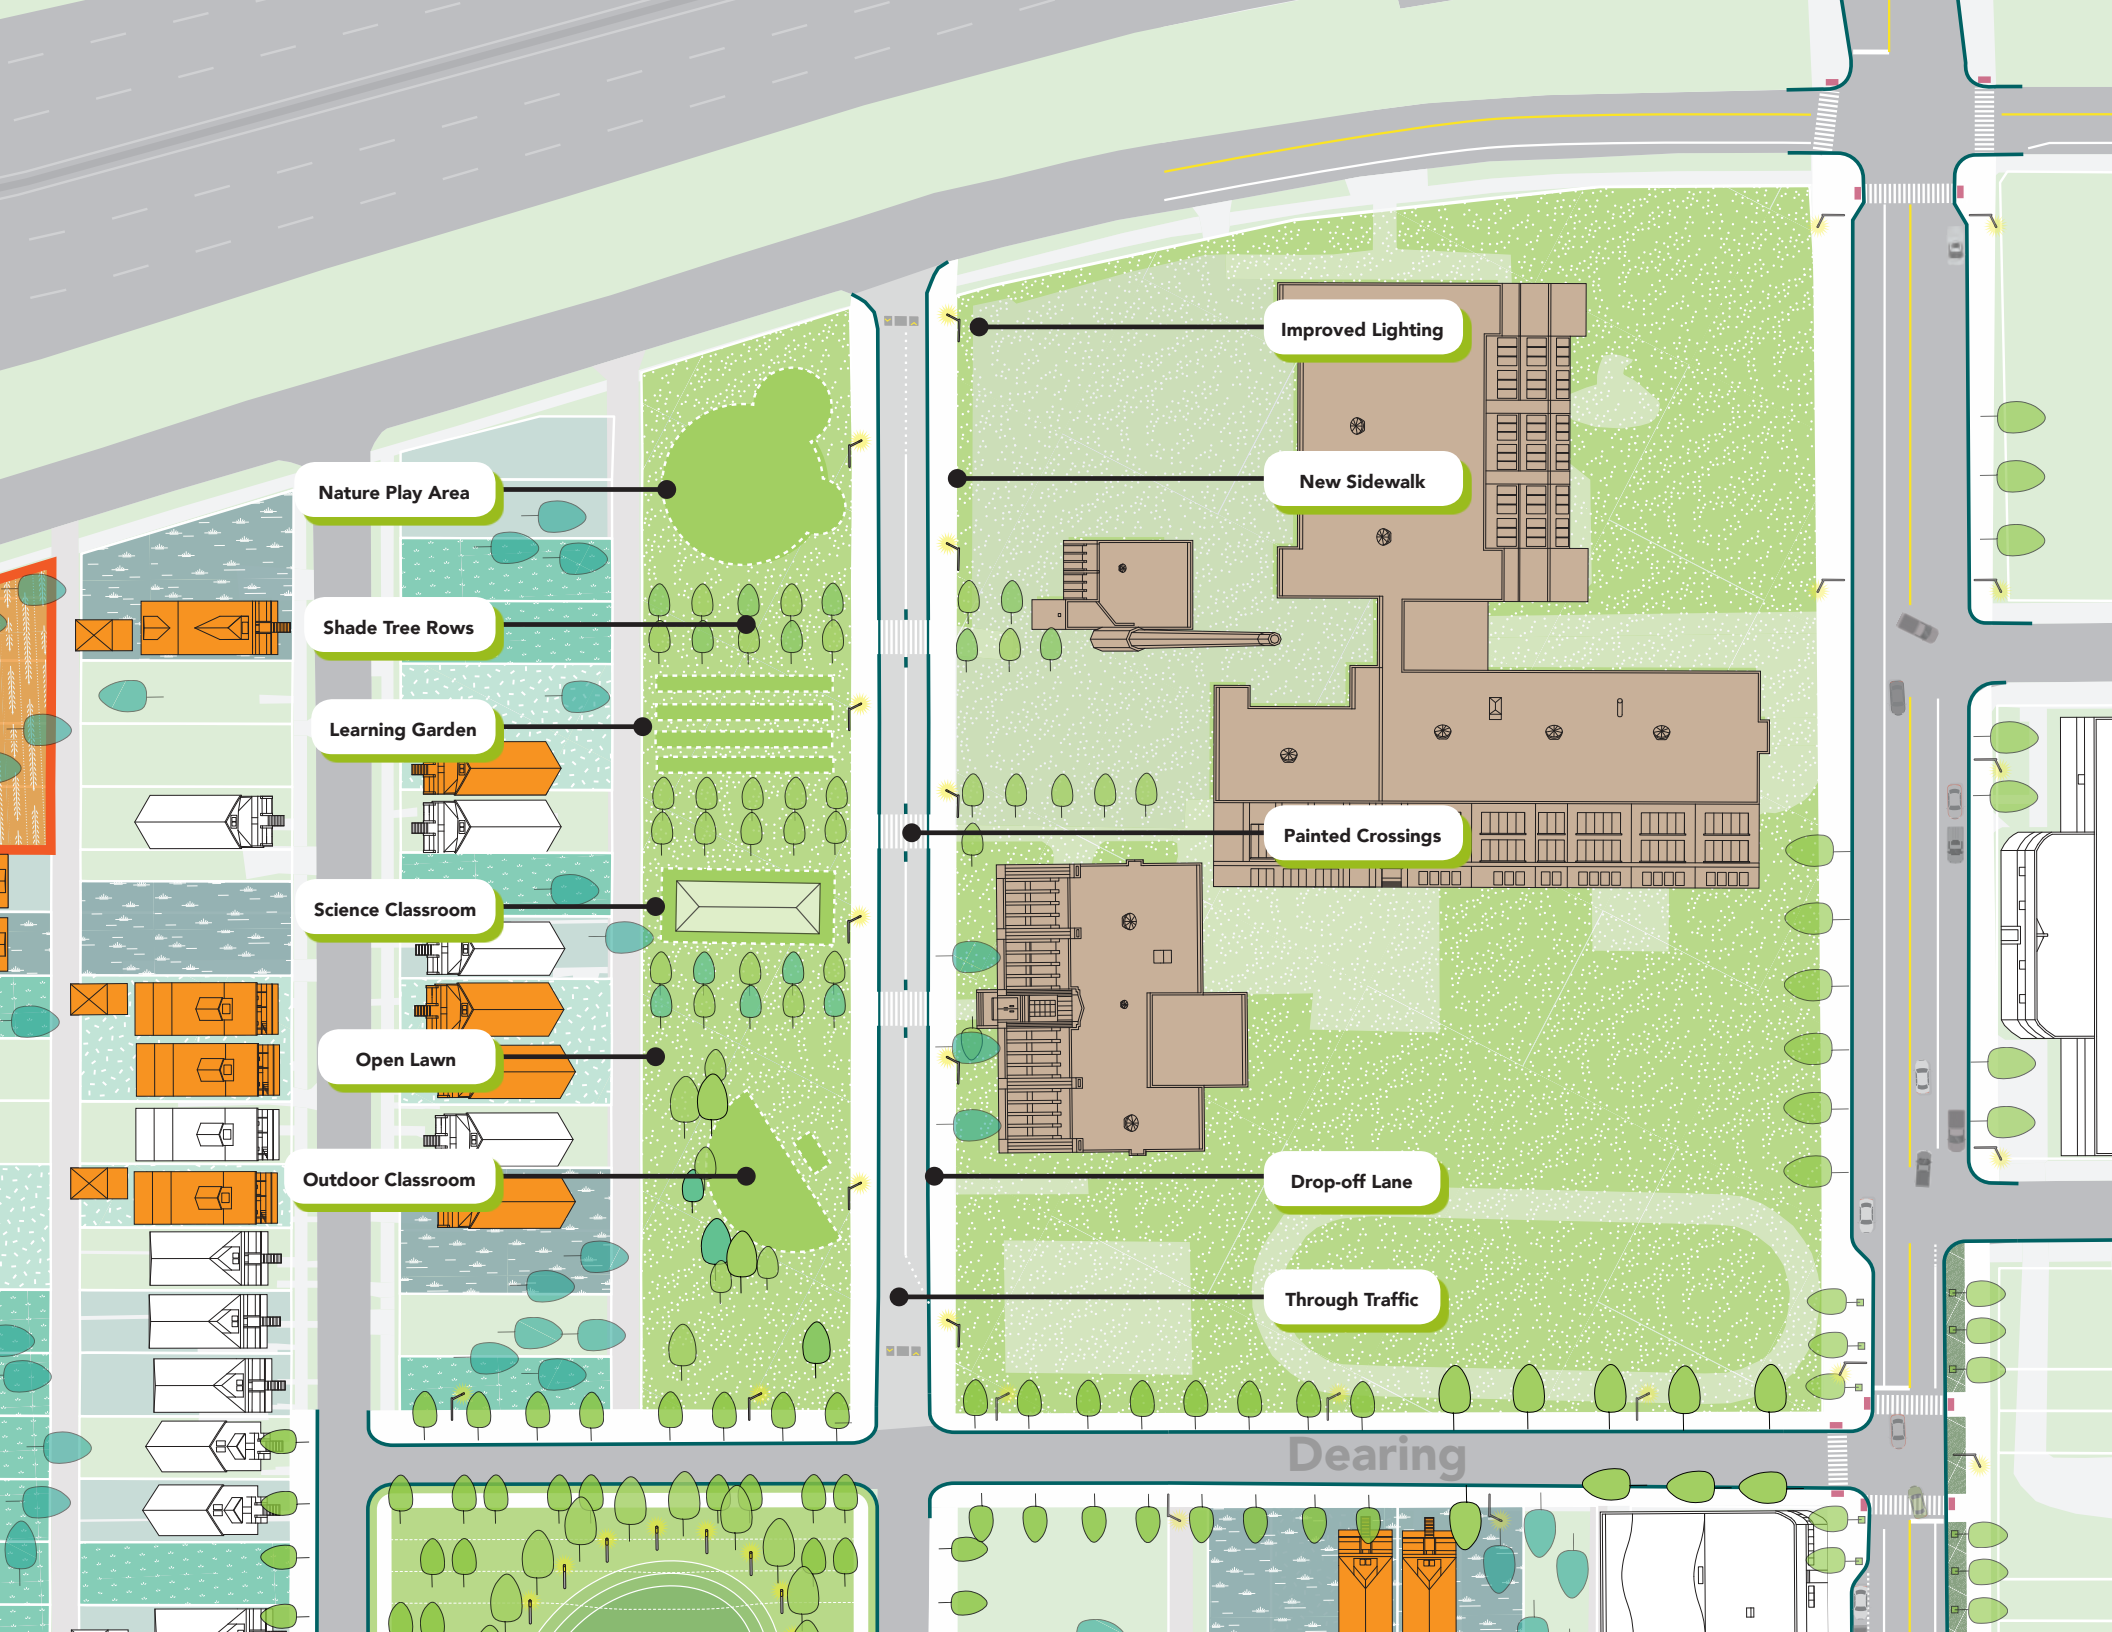 Improved Lighting
Nature Play Area
New Sidewalk
Shade Tree Rows
Learning Garden
Painted Crossings
Science Classroom
Open Lawn
Outdoor Classroom
Drop-off Lane
Through Traffic
Dearing